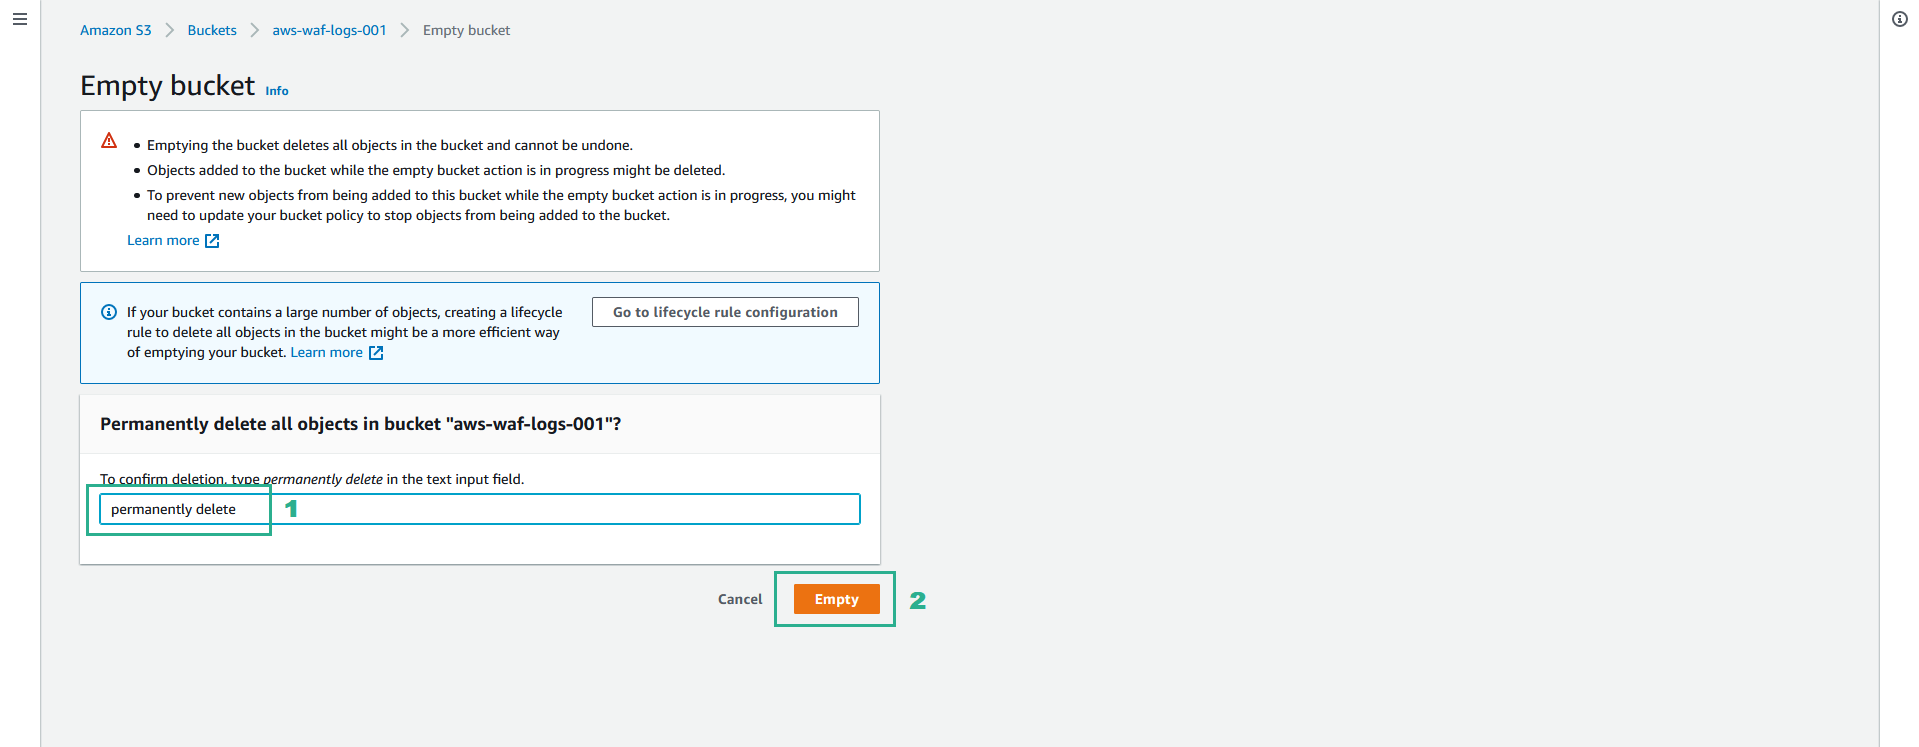 Amazon S3 > Buckets > aws-waf-logs-001 > Empty bucket
Empty bucket Info
• Emptying the bucket deletes all objects in the bucket and cannot be undone.
• Objects added to the bucket while the empty bucket action is in progress might be deleted.
• To prevent new objects from being added to this bucket while the empty bucket action is in progress, you might
need to update your bucket policy to stop objects from being added to the bucket.
Learn more
If your bucket contains a large number of objects, creating a lifecycle
rule to delete all objects in the bucket might be a more efficient way
of emptying your bucket. Learn more
Go to lifecycle rule configuration
Permanently delete all objects in bucket "aws-waf-logs-001"?
To confirm deletion, type permanently delete in the text input field.
permanently delete
1
Cancel
Empty
2